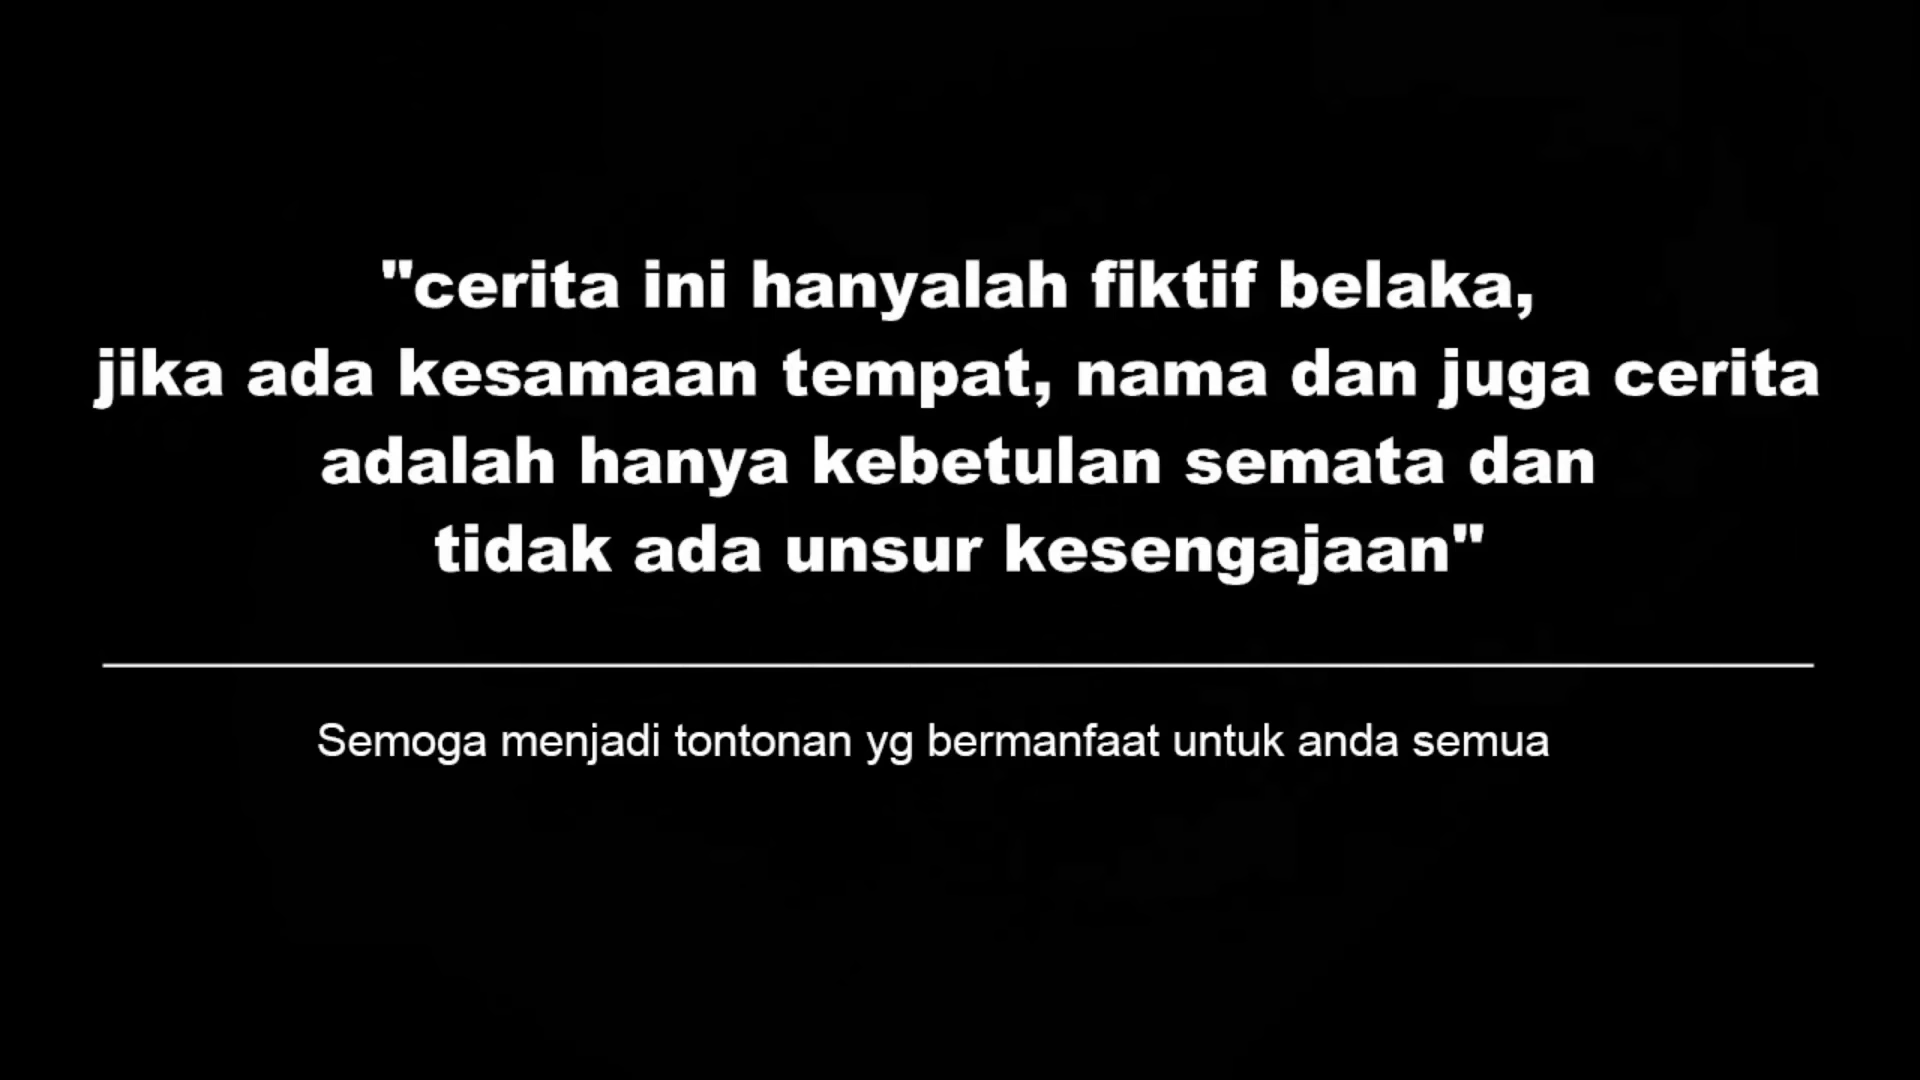 "cerita ini hanyalah fiktif belaka,
jika ada kesamaan tempat, nama dan juga cerita
adalah hanya kebetulan semata dan
tidak ada unsur kesengajaan"
Semoga menjadi tontonan yg bermanfaat untuk anda semua